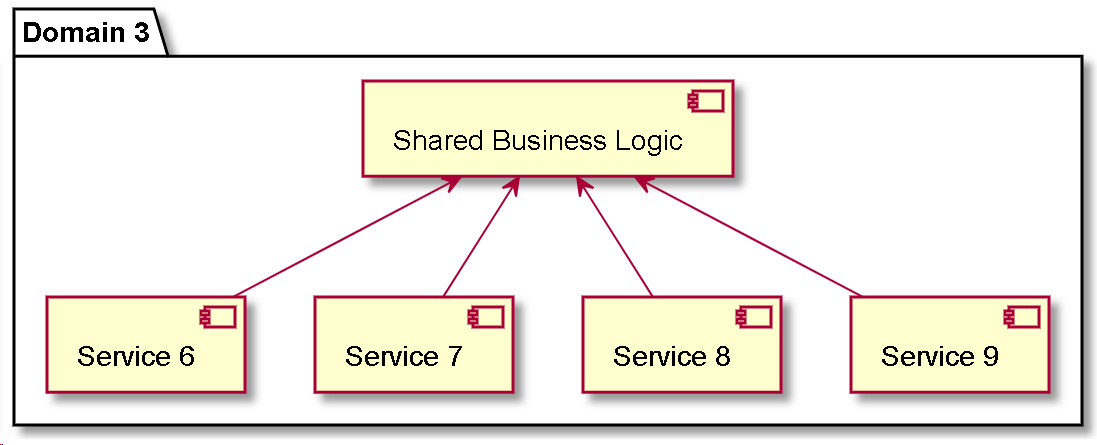 Domain 3
Shared Business Logic
Service 6
Service 7
Service 8
Service 9